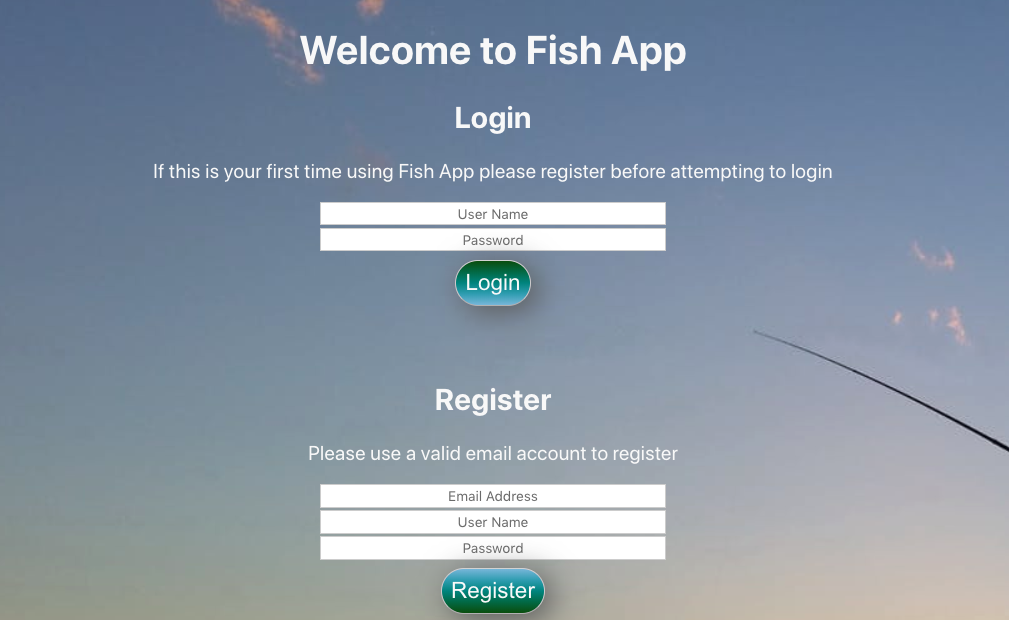 Welcome to Fish App
Login
If this is your first time using Fish App please register before attempting to login
User Name
Password
Login
Register
Please use a valid email account to register
Email Address
User Name
Password
Register